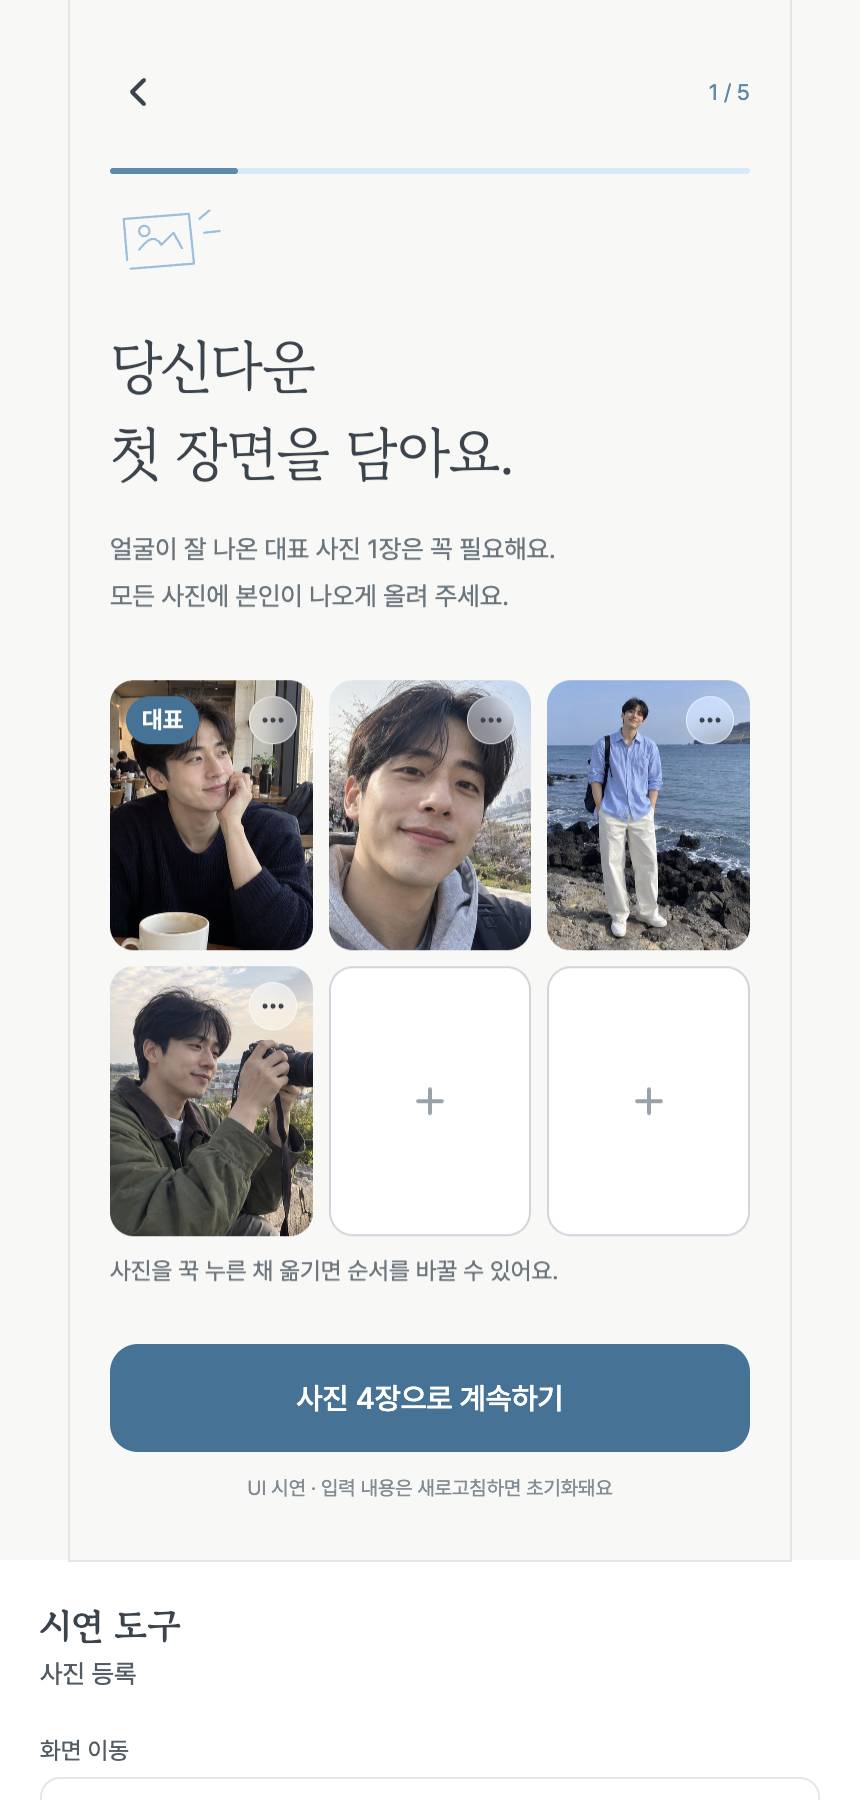 1 / 5
당신다운
첫 장면을 담아요.
얼굴이 잘 나온 대표 사진 1장은 꼭 필요해요.
모든 사진에 본인이 나오게 올려 주세요.
대표
사진을 꾹 누른 채 옮기면 순서를 바꿀 수 있어요.
사진 4장으로 계속하기
UI 시연 · 입력 내용은 새로고침하면 초기화돼요
시연 도구
사진 등록
화면 이동